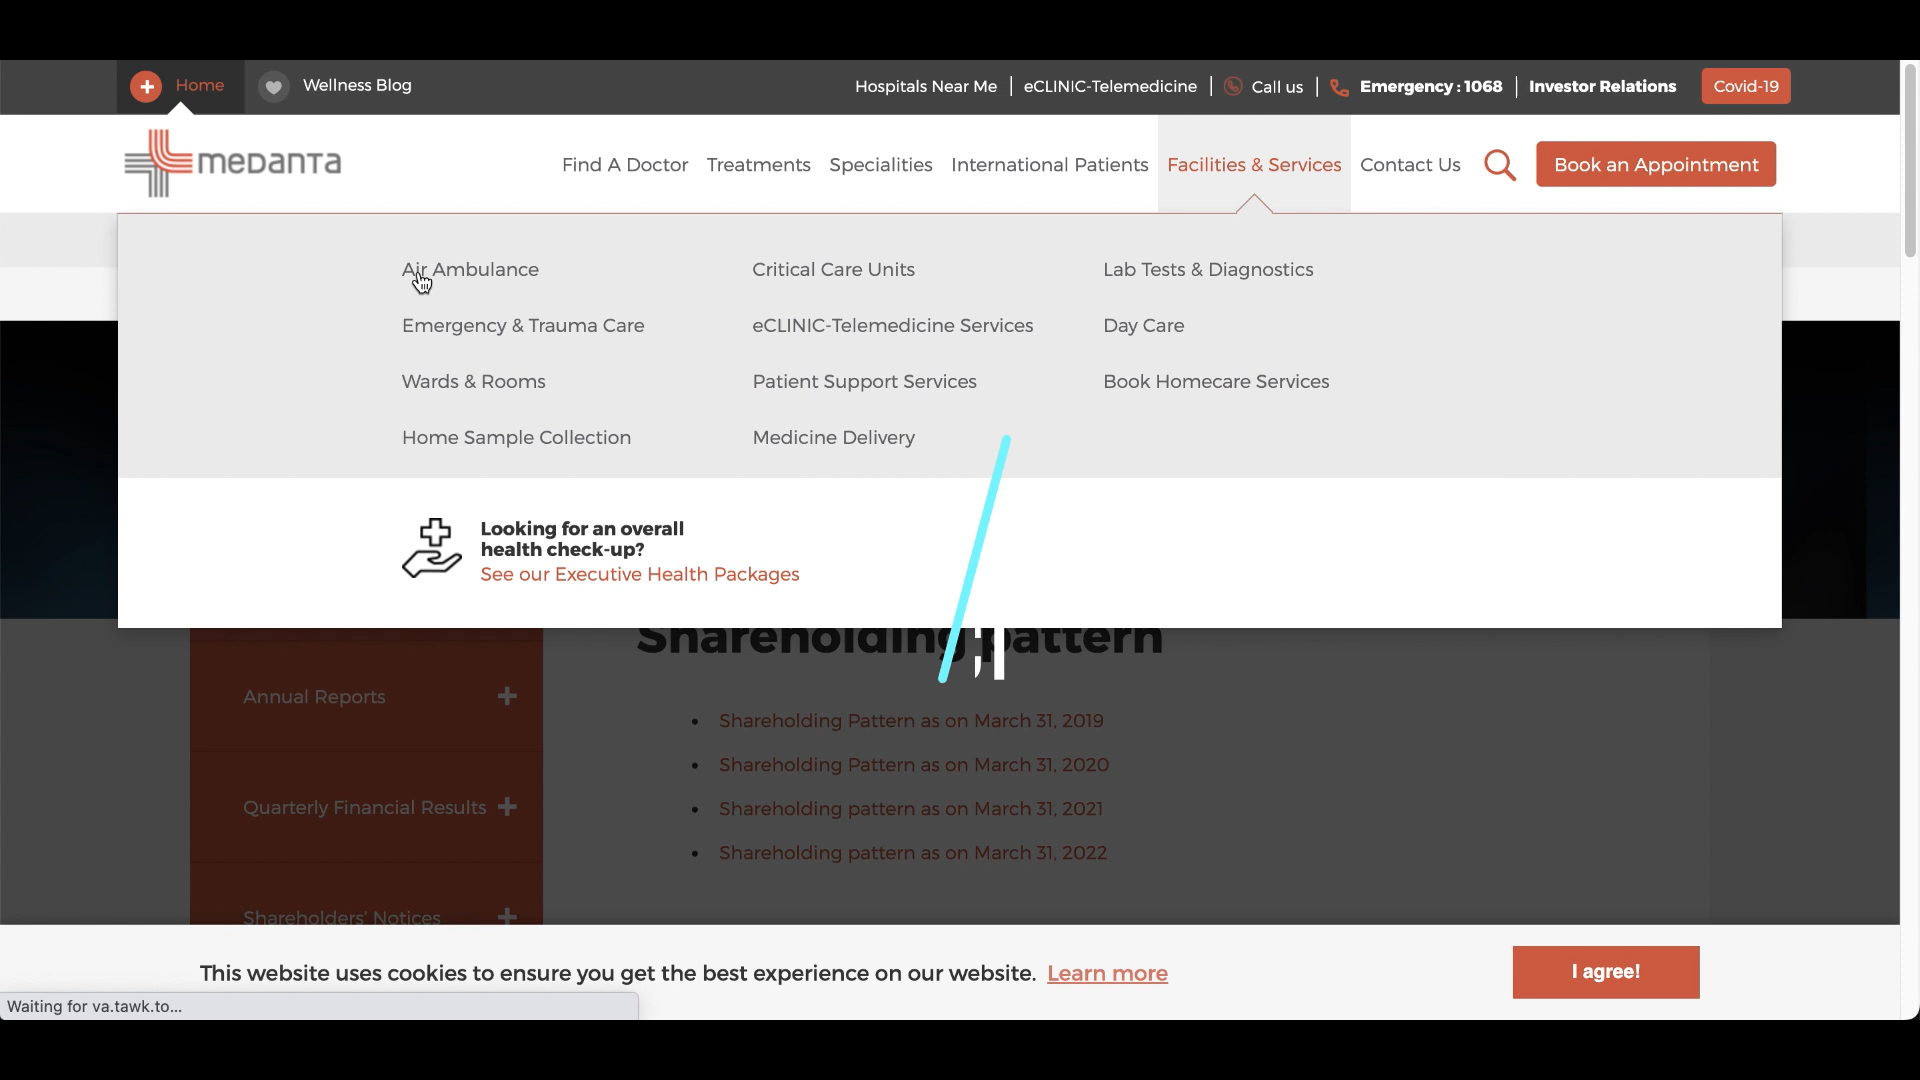 Home
Wellness Blog
Hospitals Near Me
eCLINIC-Telemedicine
Call us
Emergency : 1068
Investor Relations
Covid-19
medanta
Find A Doctor
Treatments
Specialities
International Patients
Facilities & Services
Contact Us
Book an Appointment
Air Ambulance
Critical Care Units
Lab Tests & Diagnostics
Emergency & Trauma Care
eCLINIC-Telemedicine Services
Day Care
Wards & Rooms
Patient Support Services
Book Homecare Services
Home Sample Collection
Medicine Delivery
Looking for an overall
health check-up?
See our Executive Health Packages
Shareholding pattern
Annual Reports
Shareholding Pattern as on March 31, 2019
Shareholding Pattern as on March 31, 2020
Quarterly Financial Results
Shareholding pattern as on March 31, 2021
Shareholding pattern as on March 31, 2022
Shareholders' Notices
This website uses cookies to ensure you get the best experience on our website. Learn more
I agree!
Waiting for va.tawk.to...